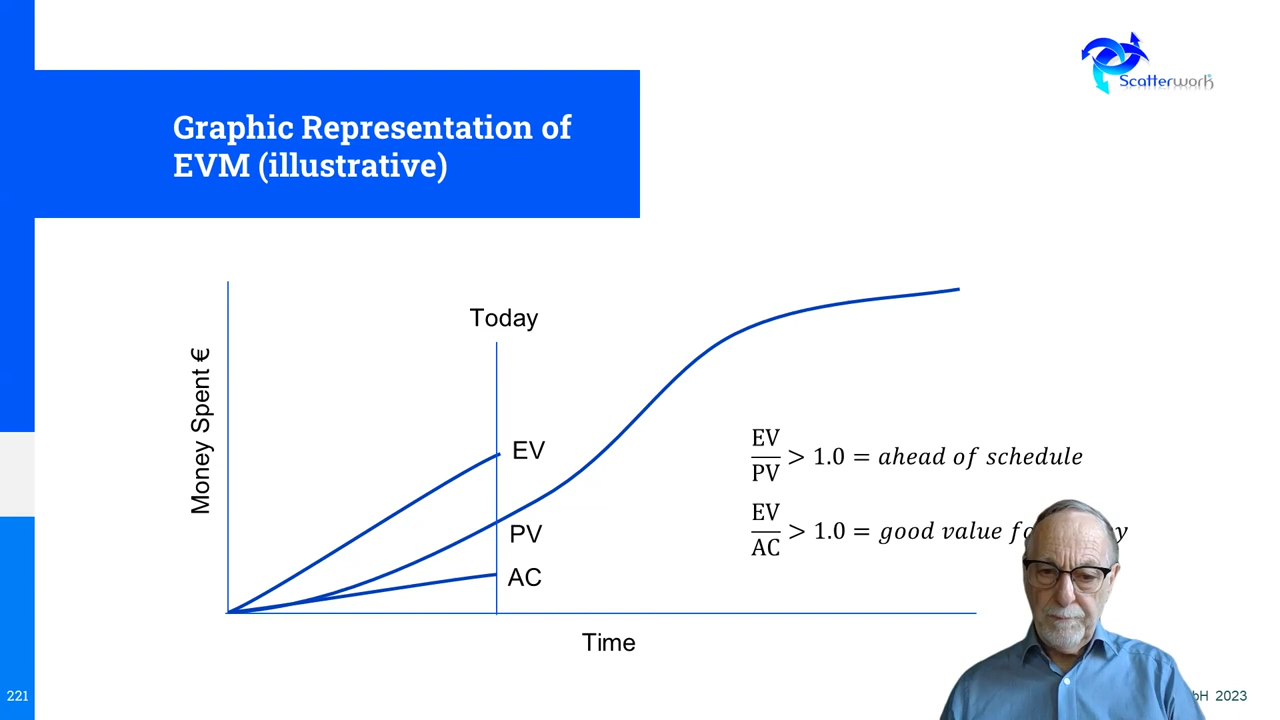 Scatterwork
Graphic Representation of
EVM (illustrative)
Today
Money Spent €
EV
PV
AC
Time
EV/PV > 1.0 = ahead of schedule
EV/AC > 1.0 = good value
221
2023